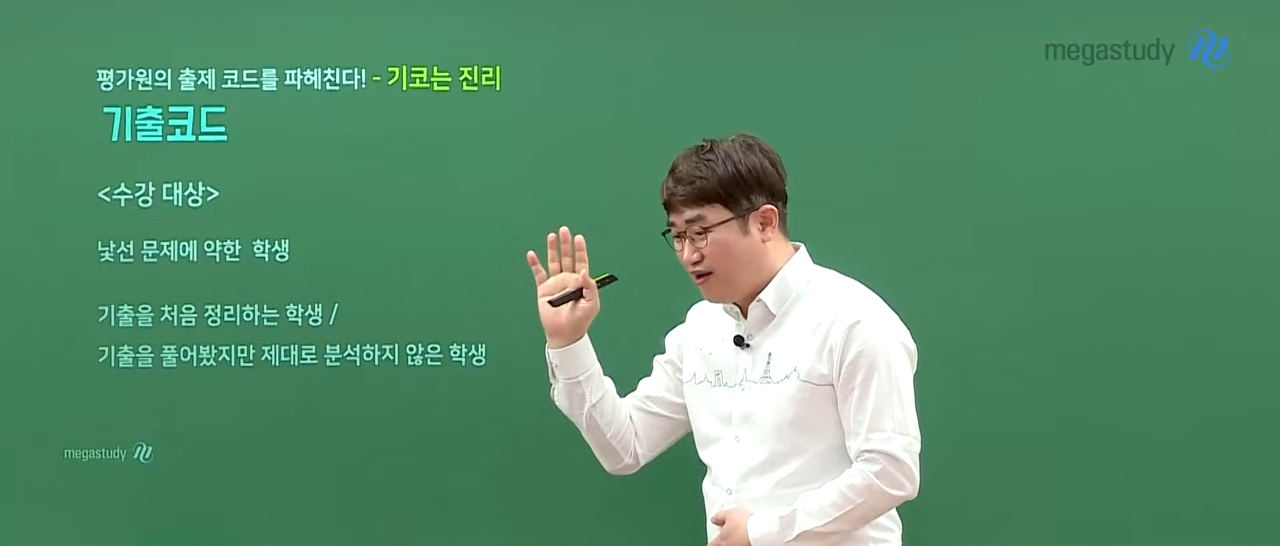 megastudy
평가원의 출제 코드를 파헤친다! - 기코는 진리
기출코드
<수강 대상>
낯선 문제에 약한 학생
기출을 처음 정리하는 학생 /
기출을 풀어봤지만 제대로 분석하지 않은 학생
megastudy